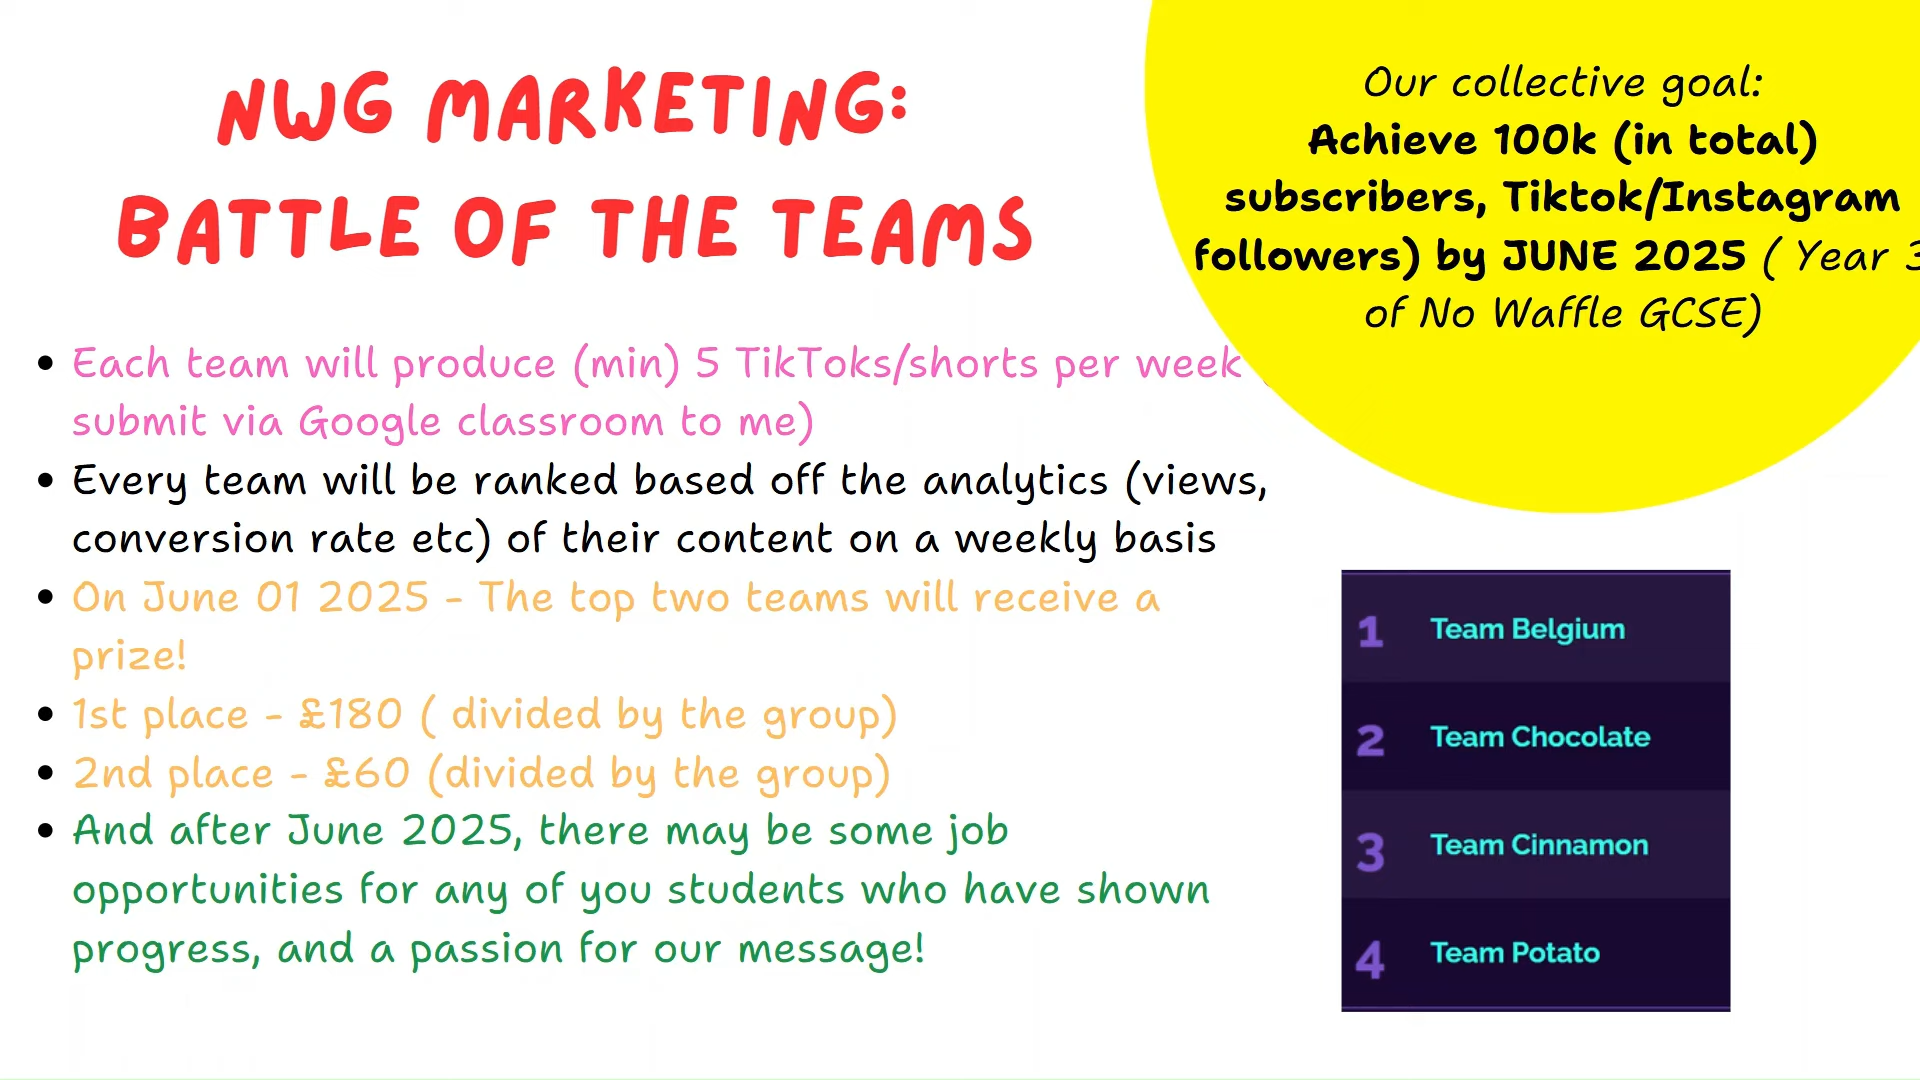 NWG MARKETING:
BATTLE OF THE TEAMS
Our collective goal:
Achieve 100k (in total)
subscribers, Tiktok/Instagram
followers) by JUNE 2025 ( Year 3
of No Waffle GCSE)
• Each team will produce (min) 5 TikToks/shorts per week
submit via Google classroom to me)
• Every team will be ranked based off the analytics (views,
conversion rate etc) of their content on a weekly basis
• On June 01 2025 - The top two teams will receive a
prize!
• 1st place - £180 ( divided by the group)
• 2nd place - £60 (divided by the group)
• And after June 2025, there may be some job
opportunities for any of you students who have shown
progress, and a passion for our message!
1 Team Belgium
2 Team Chocolate
3 Team Cinnamon
4 Team Potato